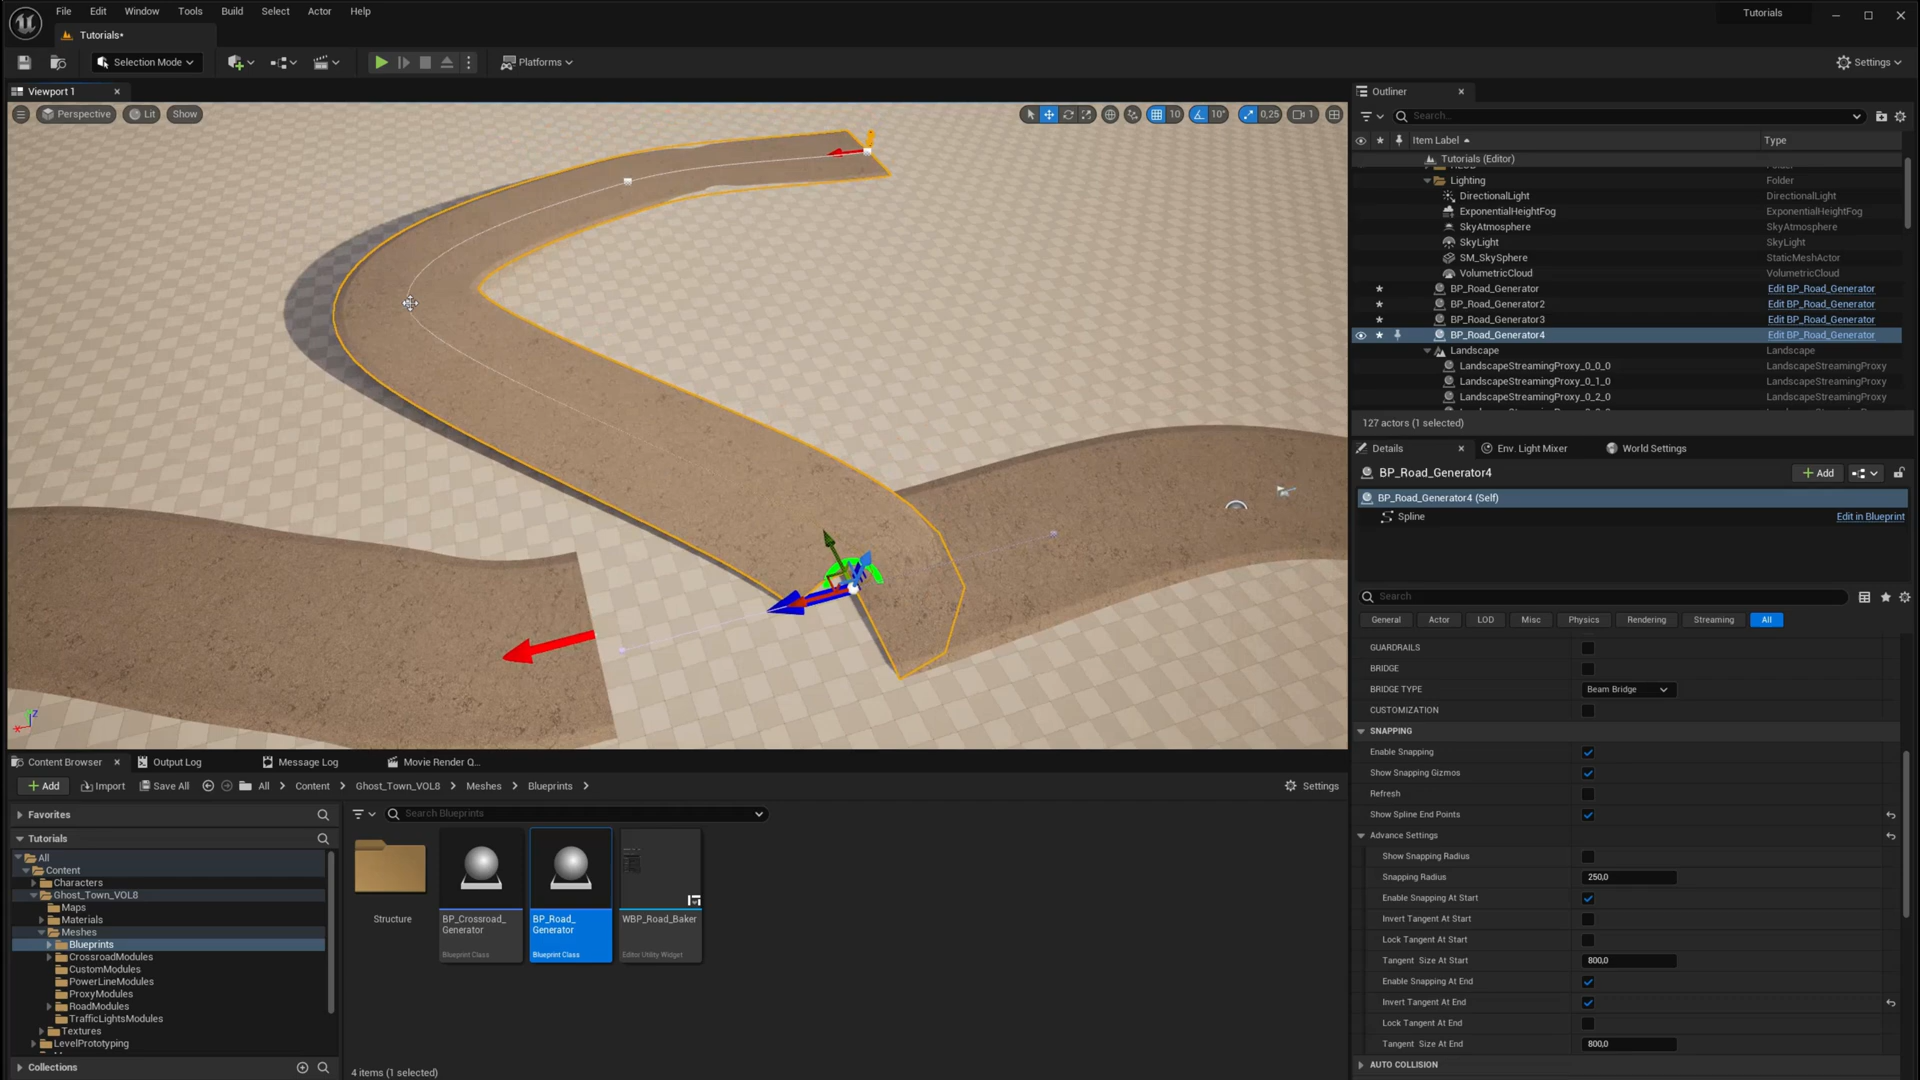 File Edit Window Tools Build Select Actor Help
Tutorials
Tutorials•
Selection Mode
Platforms
Settings
Viewport 1
Perspective Lit Show
10 10° 0,25 1
Outliner
Search...
Item Label Type
Tutorials (Editor)
Lighting Folder
DirectionalLight DirectionalLight
ExponentialHeightFog ExponentialHeightFog
SkyAtmosphere SkyAtmosphere
SkyLight SkyLight
SM_SkySphere StaticMeshActor
VolumetricCloud VolumetricCloud
BP_Road_Generator Edit BP_Road_Generator
BP_Road_Generator2 Edit BP_Road_Generator
BP_Road_Generator3 Edit BP_Road_Generator
BP_Road_Generator4 Edit BP_Road_Generator
Landscape Landscape
LandscapeStreamingProxy_0_0_0 LandscapeStreamingProxy
LandscapeStreamingProxy_0_1_0 LandscapeStreamingProxy
LandscapeStreamingProxy_0_2_0 LandscapeStreamingProxy
127 actors (1 selected)
Details Env. Light Mixer World Settings
BP_Road_Generator4
Add
BP_Road_Generator4 (Self)
Spline Edit in Blueprint
Search
General Actor LOD Misc Physics Rendering Streaming All
GUARDRAILS
BRIDGE
BRIDGE TYPE Beam Bridge
CUSTOMIZATION
SNAPPING
Enable Snapping
Show Snapping Gizmos
Refresh
Show Spline End Points
Advance Settings
Show Snapping Radius
Snapping Radius 250,0
Enable Snapping At Start
Invert Tangent At Start
Lock Tangent At Start
Tangent Size At Start 800,0
Enable Snapping At End
Invert Tangent At End
Lock Tangent At End
Tangent Size At End 800,0
AUTO COLLISION
Z
X
Content Browser Output Log Message Log Movie Render Q...
Add Import Save All All Content Ghost_Town_VOL8 Meshes Blueprints Settings
Favorites
Tutorials
All
Content
Characters
Ghost_Town_VOL8
Maps
Materials
Meshes
Blueprints
CrossroadModules
CustomModules
PowerLineModules
ProxyModules
RoadModules
TrafficLightsModules
Textures
LevelPrototyping
Collections
Search Blueprints
Structure
BP_Crossroad_
Generator
Blueprint Class
BP_Road_
Generator
Blueprint Class
WBP_Road_Baker
Editor Utility Widget
4 items (1 selected)